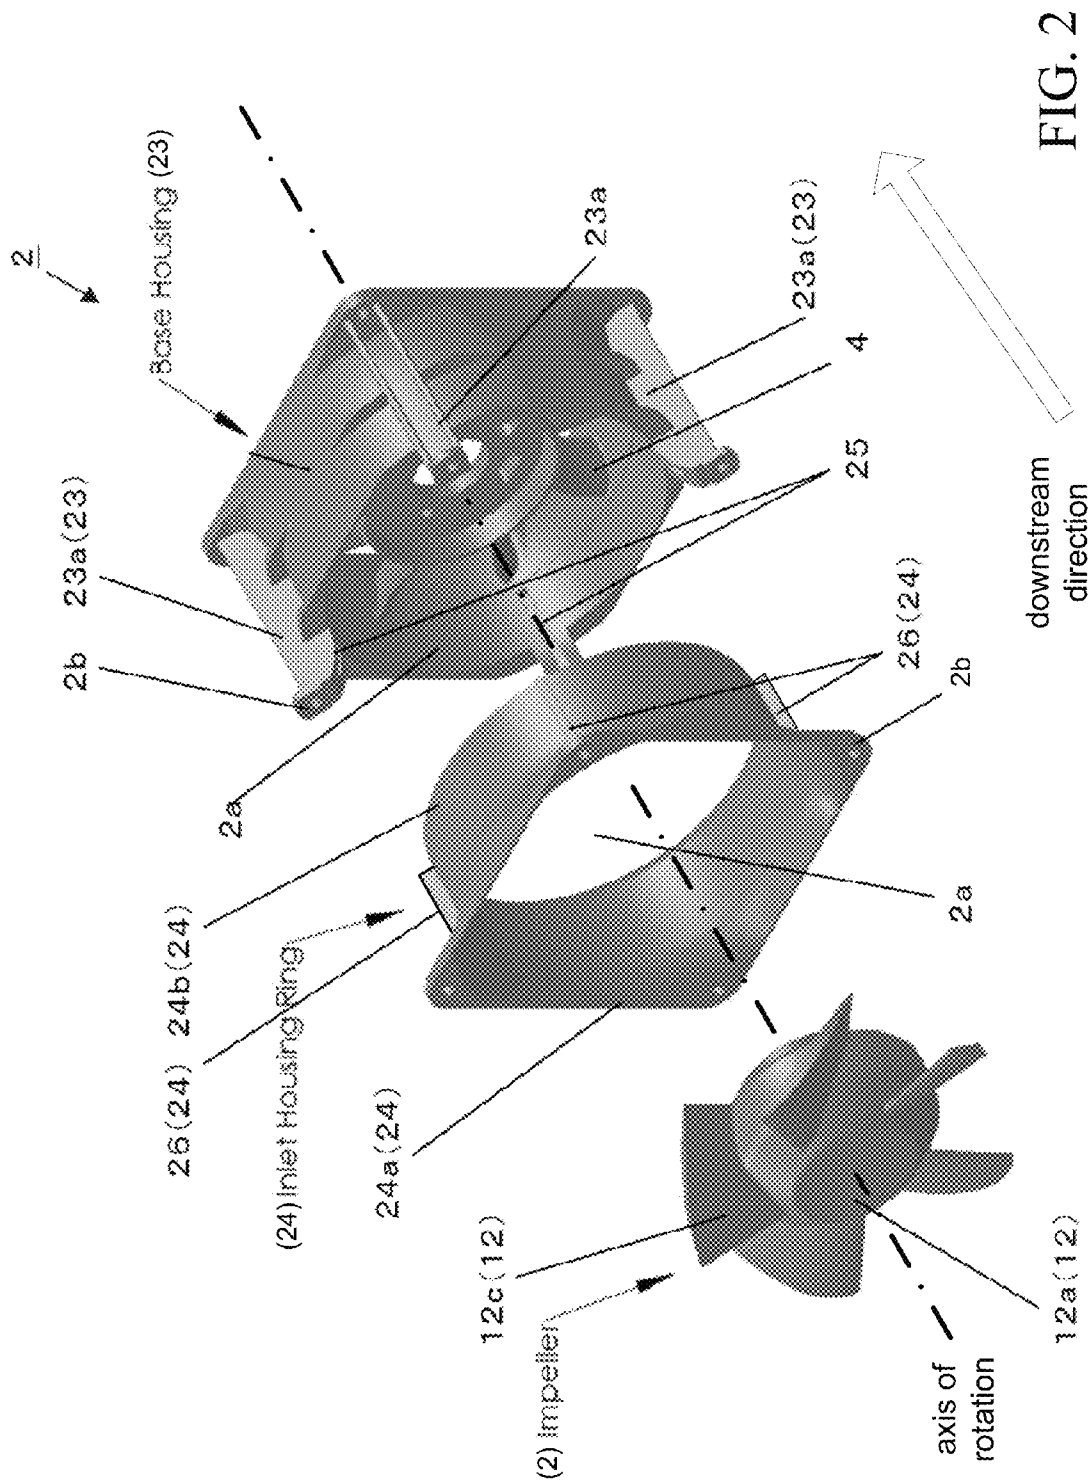 2
Base Housing (23)
23a
23a(23)
4
25
26(24)
2b
2a
2b 23a(23)
2a
26(24) 24b(24)
(24) Inlet Housing Ring
24a(24)
12c(12)
(2) Impeller
12a(12)
axis of
rotation
downstream
direction
FIG. 2